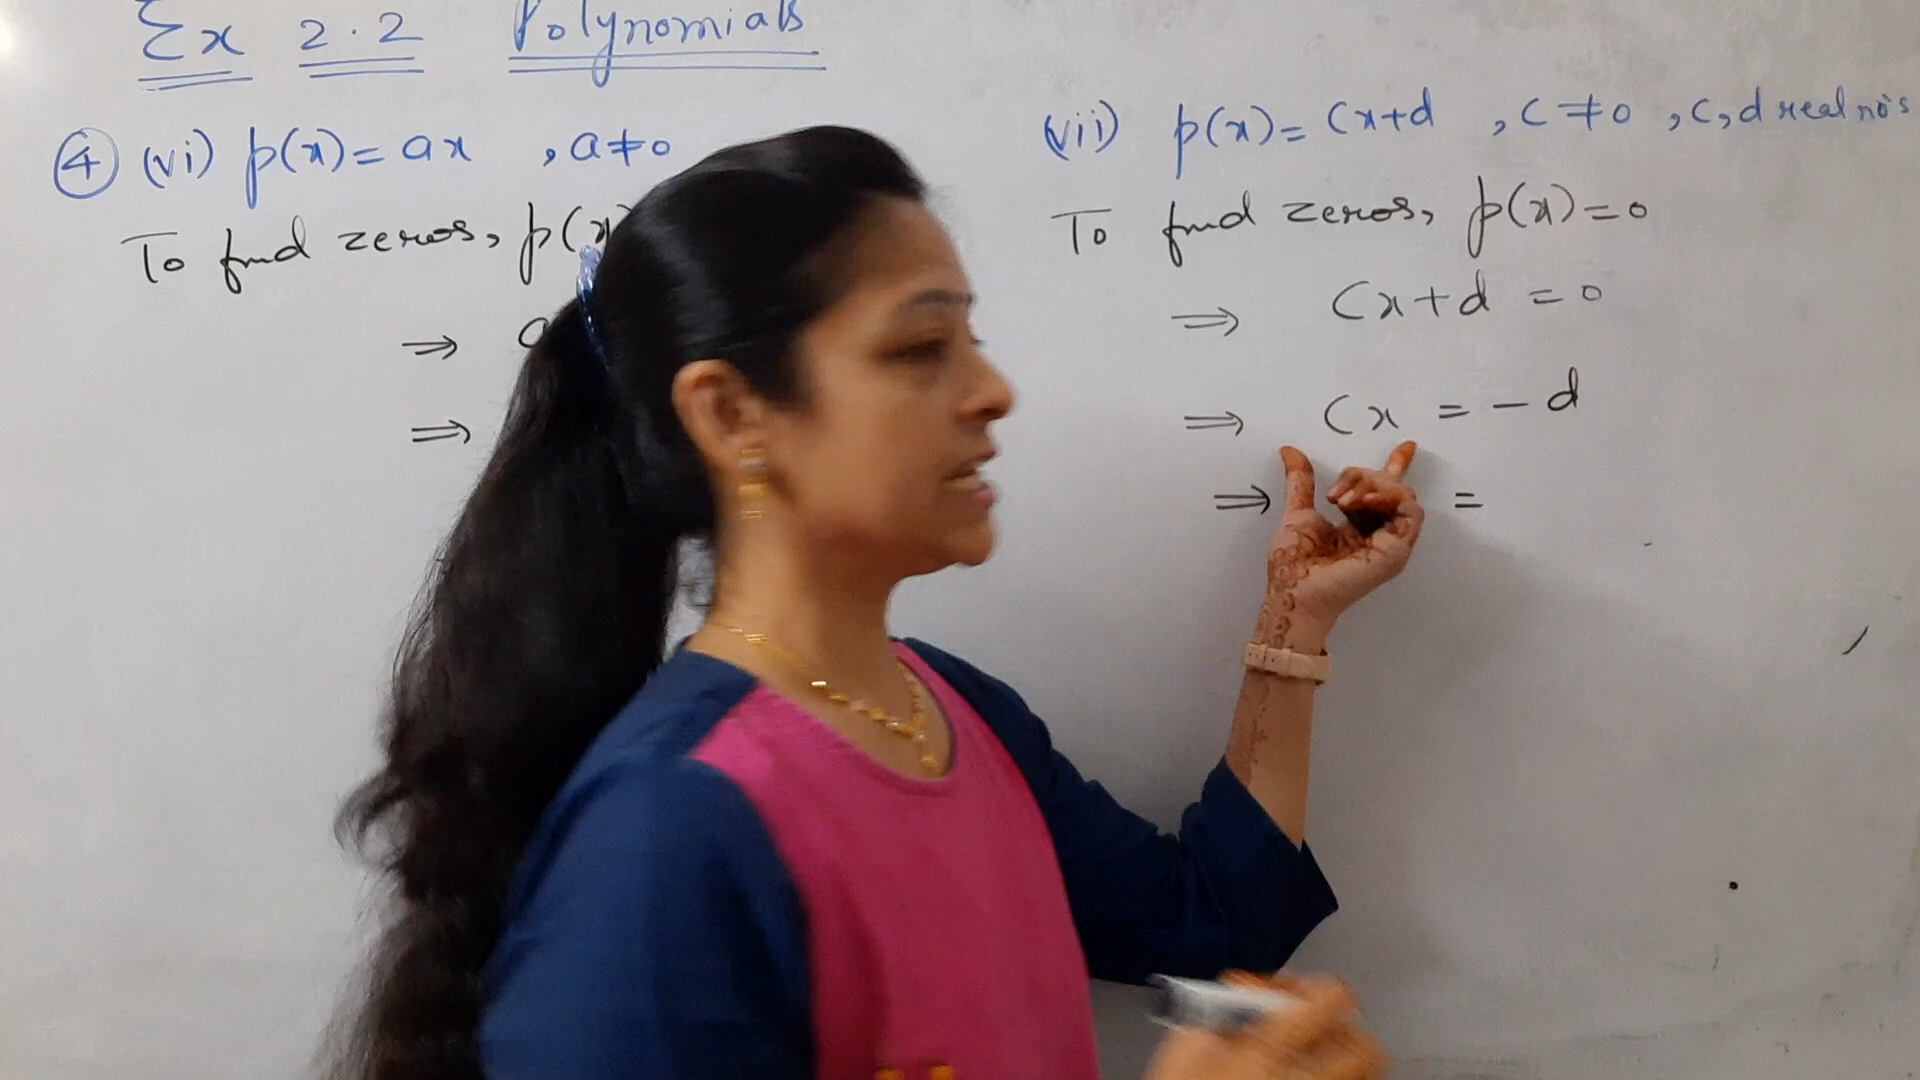 Ex 2.2 Polynomials
④ (vi) p(x) = ax , a≠0
To find zeros, p(x)
⇒
⇒
(vii) p(x) = cx+d , c≠0 , c,d real no's
To find zeros, p(x)=0
⇒ cx+d = 0
⇒ cx = -d
⇒ =